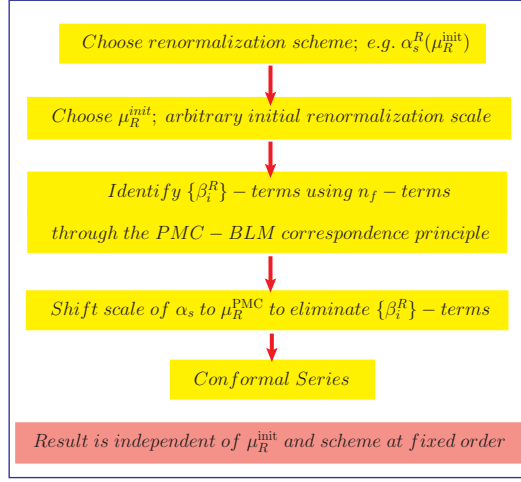 Choose renormalization scheme; e.g. α_s^R(μ_R^init)
Choose μ_R^init; arbitrary initial renormalization scale
Identify {β_i^R} − terms using n_f − terms
through the PMC − BLM correspondence principle
Shift scale of α_s to μ_R^PMC to eliminate {β_i^R} − terms
Conformal Series
Result is independent of μ_R^init and scheme at fixed order